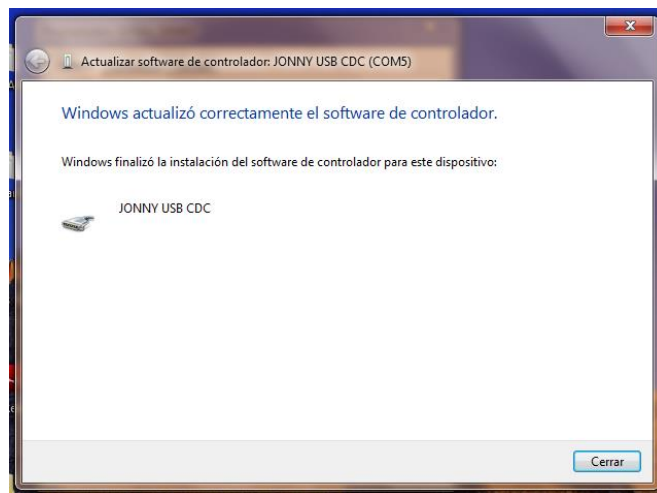 Actualizar software de controlador: JONNY USB CDC (COM5)
Windows actualizó correctamente el software de controlador.
Windows finalizó la instalación del software de controlador para este dispositivo:
JONNY USB CDC
Cerrar